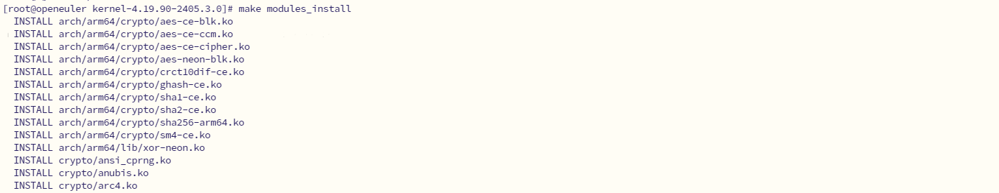 [root@openeuler kernel-4.19.90-2405.3.0]# make modules_install
INSTALL arch/arm64/crypto/aes-ce-blk.ko
INSTALL arch/arm64/crypto/aes-ce-ccm.ko
INSTALL arch/arm64/crypto/aes-ce-cipher.ko
INSTALL arch/arm64/crypto/aes-neon-blk.ko
INSTALL arch/arm64/crypto/crct10dif-ce.ko
INSTALL arch/arm64/crypto/ghash-ce.ko
INSTALL arch/arm64/crypto/sha1-ce.ko
INSTALL arch/arm64/crypto/sha2-ce.ko
INSTALL arch/arm64/crypto/sha256-arm64.ko
INSTALL arch/arm64/crypto/sm4-ce.ko
INSTALL arch/arm64/lib/xor-neon.ko
INSTALL crypto/ansi_cprng.ko
INSTALL crypto/anubis.ko
INSTALL crypto/arc4.ko